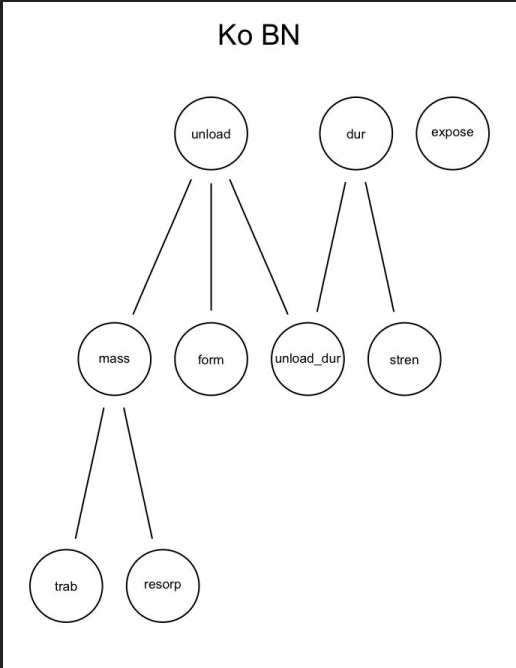 Ko BN
unload
dur
expose
mass
form
unload_dur
stren
trab
resorp